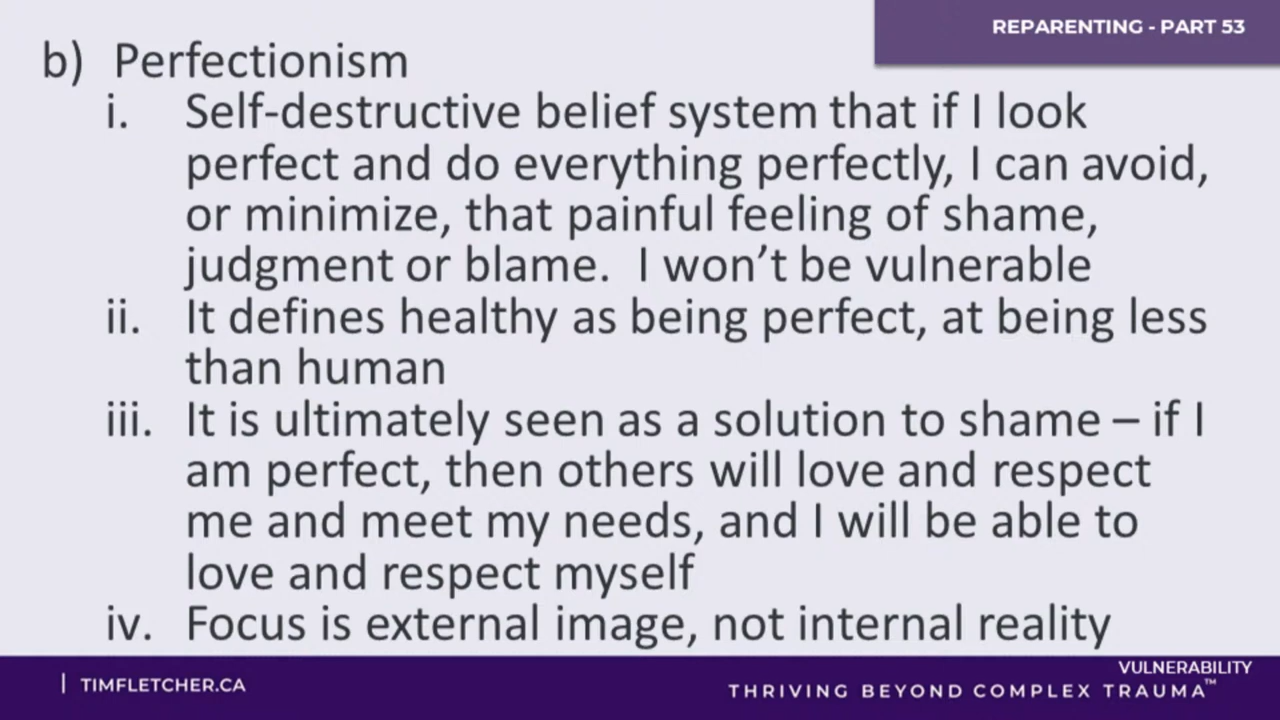 REPARENTING - PART 53
b) Perfectionism
i. Self-destructive belief system that if I look
perfect and do everything perfectly, I can avoid,
or minimize, that painful feeling of shame,
judgment or blame.  I won’t be vulnerable
ii. It defines healthy as being perfect, at being less
than human
iii. It is ultimately seen as a solution to shame – if I
am perfect, then others will love and respect
me and meet my needs, and I will be able to
love and respect myself
iv. Focus is external image, not internal reality
| TIMFLETCHER.CA
VULNERABILITY
THRIVING BEYOND COMPLEX TRAUMA™